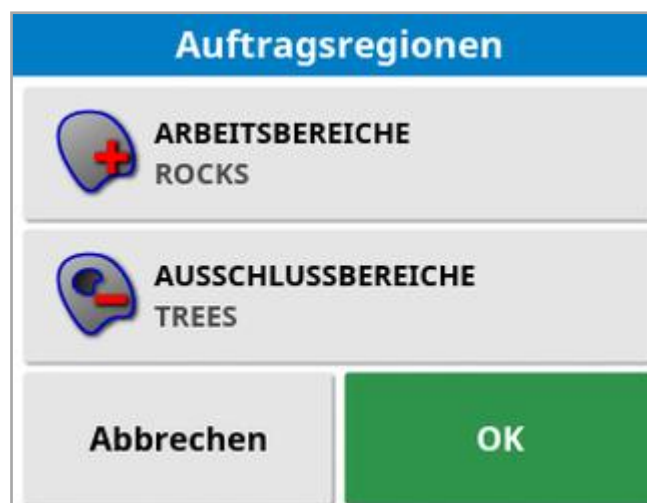 Auftragsregionen
ARBEITSBEREICHE
ROCKS
AUSSCHLUSSBEREICHE
TREES
Abbrechen
OK